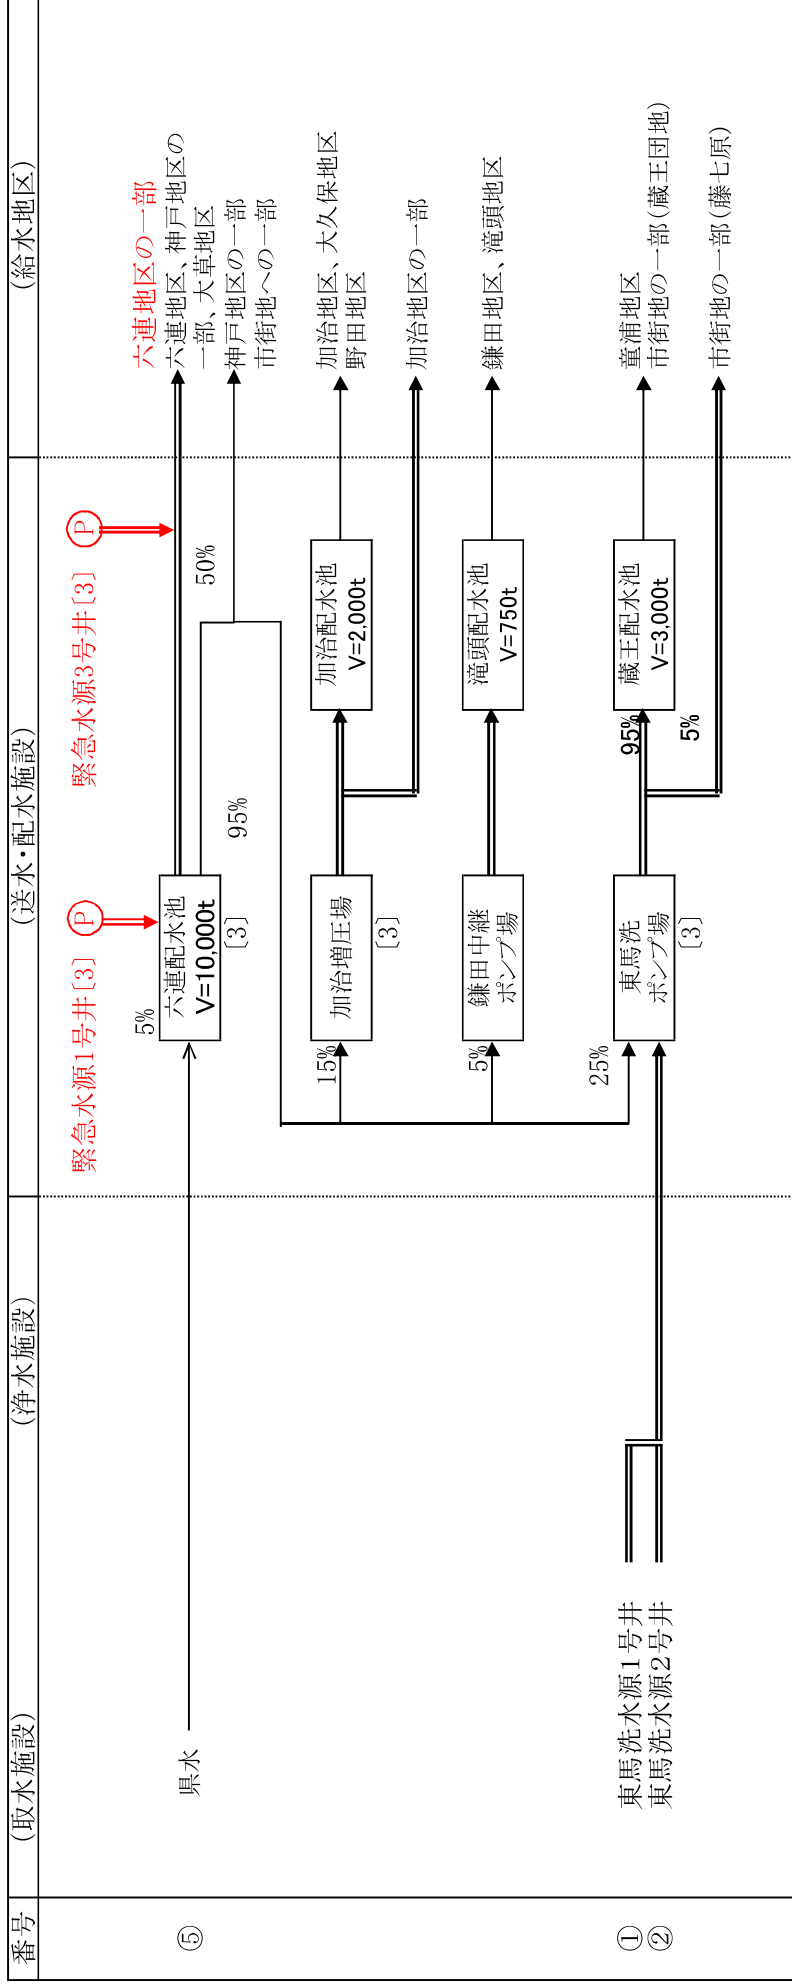 番号
(取水施設)
(浄水施設)
(送水・配水施設)
(給水地区)
緊急水源1号井〔3〕
P
緊急水源3号井〔3〕
P
六連地区の一部
⑤
県水
5%
六連配水池
V=10,000t
〔3〕
六連地区、神戸地区の
一部、大草地区
95%
50%
神戸地区の一部
市街地への一部
15%
加治増圧場
〔3〕
加治配水池
V=2,000t
加治地区、大久保地区
野田地区
加治地区の一部
5%
鎌田中継
ポンプ場
滝頭配水池
V=750t
鎌田地区、滝頭地区
①
東馬洗水源1号井
②
東馬洗水源2号井
25%
東馬洗
ポンプ場
〔3〕
95%
5%
蔵王配水池
V=3,000t
童浦地区
市街地の一部(蔵王団地)
市街地の一部(藤七原)